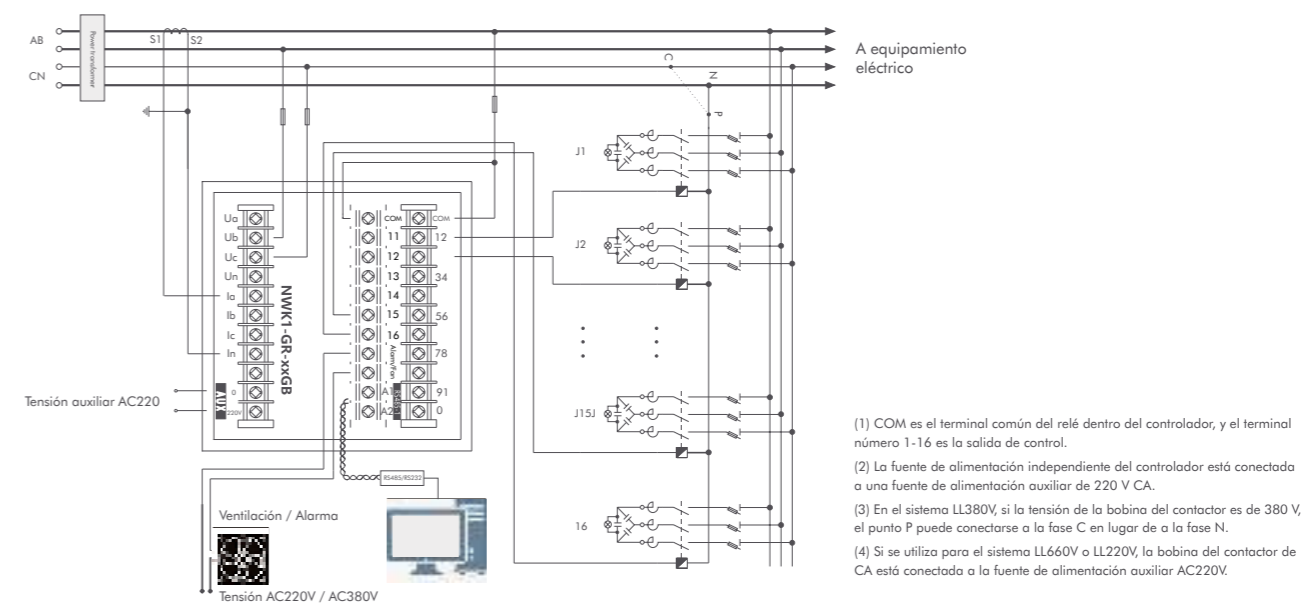 AB
CN
Power transformer
S1 S2
C
N
P
A equipamiento
eléctrico
J1
J2
J15J
16
Ua
Ub
Uc
Un
Ia
Ib
Ic
In
0
220V
AUX
NWK1-GR-xxGB
COM
11
12
13
14
15
16
Alarm/Fan
A1
A2
COM
12
34
56
78
91
0
Tensión auxiliar AC220
RS485/RS232
Ventilación / Alarma
Tensión AC220V / AC380V
(1) COM es el terminal común del relé dentro del controlador, y el terminal
número 1-16 es la salida de control.
(2) La fuente de alimentación independiente del controlador está conectada
a una fuente de alimentación auxiliar de 220 V CA.
(3) En el sistema LL380V, si la tensión de la bobina del contactor es de 380 V,
el punto P puede conectarse a la fase C en lugar de a la fase N.
(4) Si se utiliza para el sistema LL660V o LL220V, la bobina del contactor de
CA está conectada a la fuente de alimentación auxiliar AC220V.